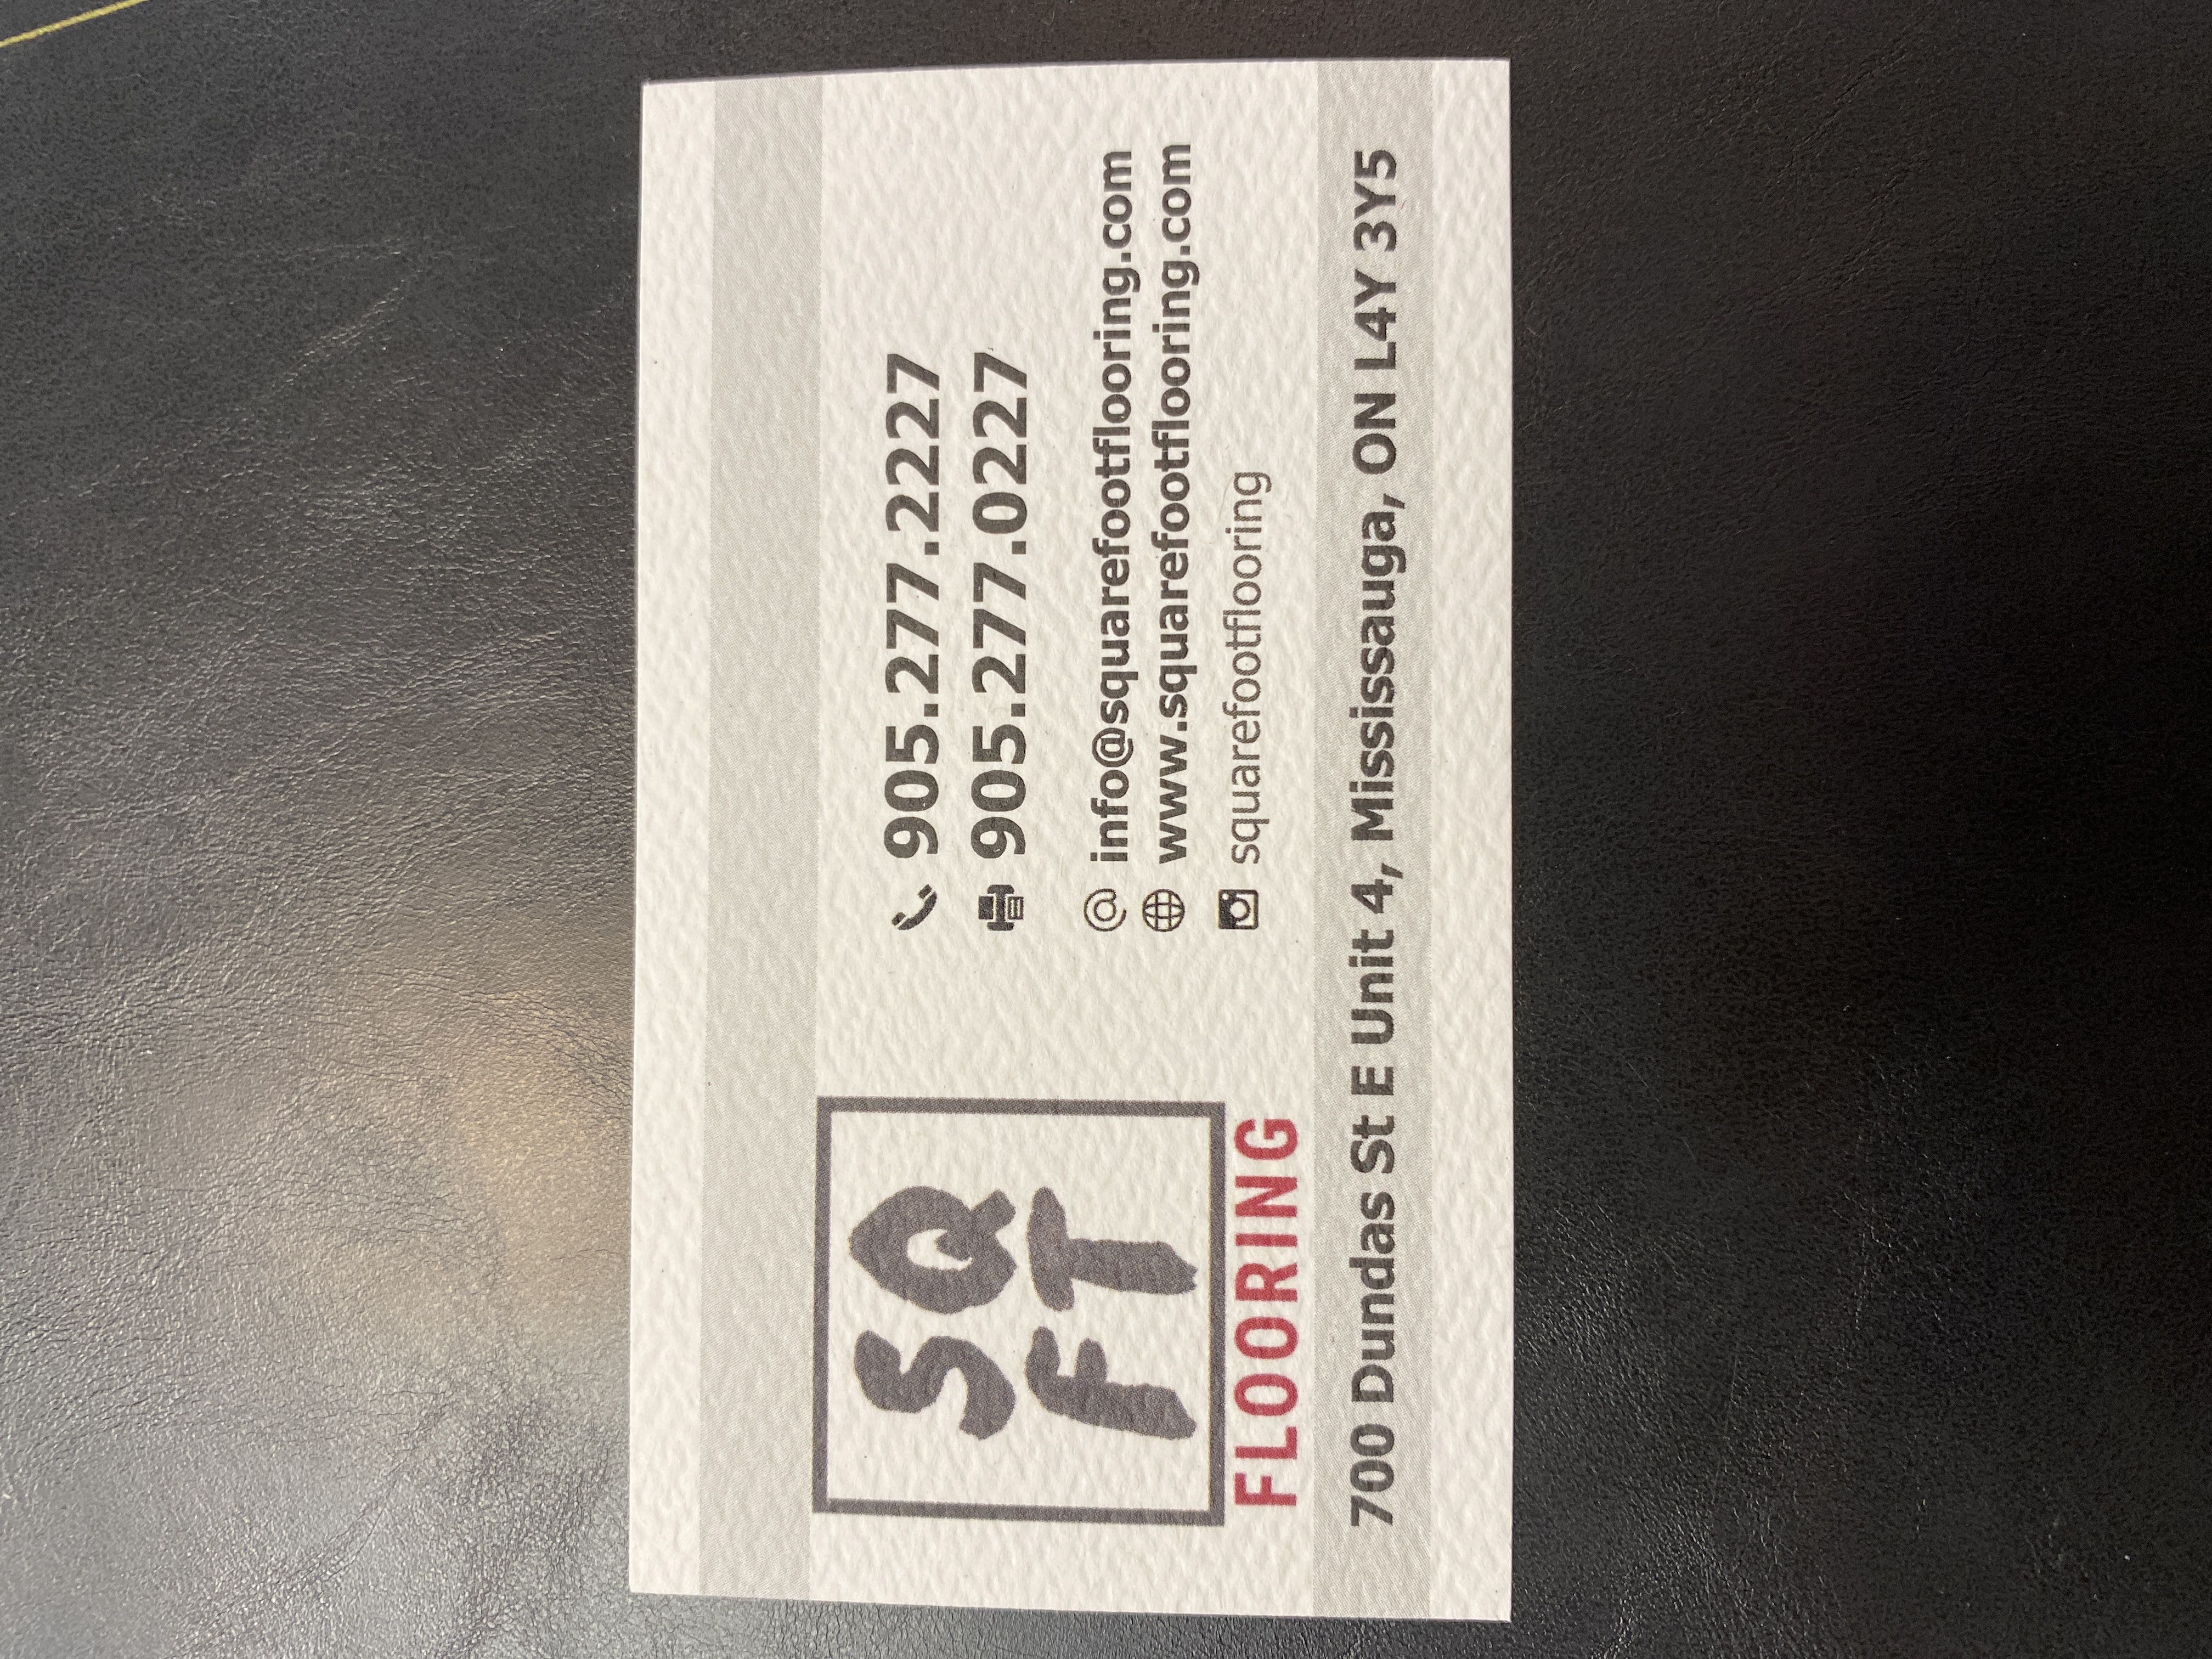 SQ
FT
FLOORING
905.277.2227
905.277.0227
@ info@squarefootflooring.com
www.squarefootflooring.com
squarefootflooring
700 Dundas St E Unit 4, Mississauga, ON L4Y 3Y5